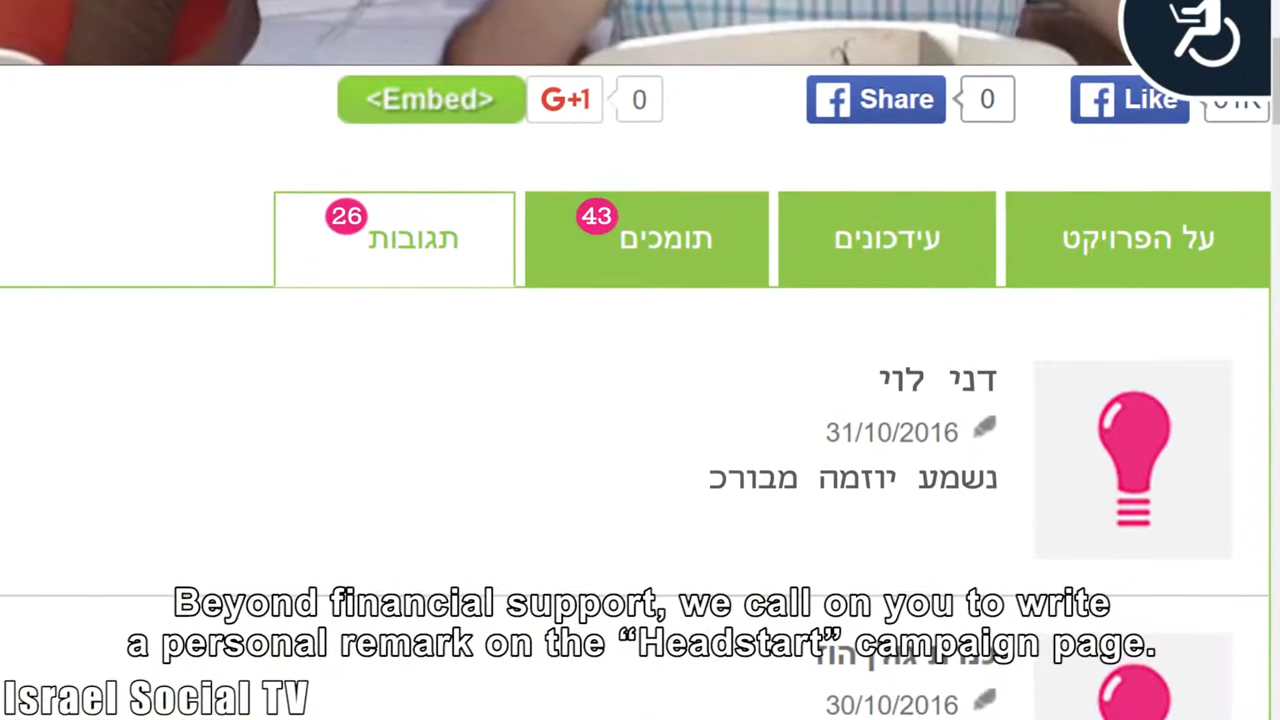 <Embed>
G+1
0
Share
0
Like
על הפרויקט
עידכונים
תומכים
43
תגובות
26
דני לוי
31/10/2016
נשמע יוזמה מבורכ
Beyond financial support, we call on you to write
a personal remark on the “Headstart” campaign page.
30/10/2016
Israel Social TV